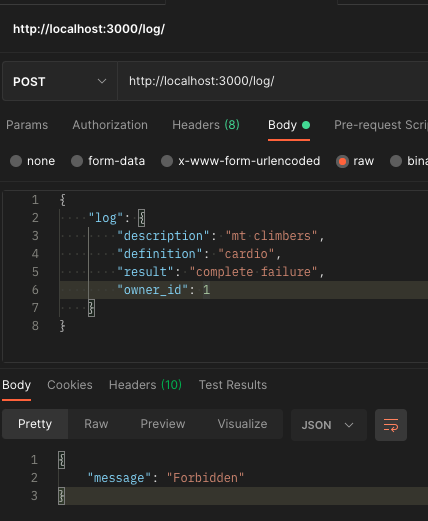 http://localhost:3000/log/
POST http://localhost:3000/log/
Params Authorization Headers (8) Body Pre-request Scri
none form-data x-www-form-urlencoded raw bina
1 {
2 "log": {
3 "description": "mt climbers",
4 "definition": "cardio",
5 "result": "complete failure",
6 "owner_id": 1
7 }
8 }
Body Cookies Headers (10) Test Results
Pretty Raw Preview Visualize JSON
1 {
2 "message": "Forbidden"
3 }